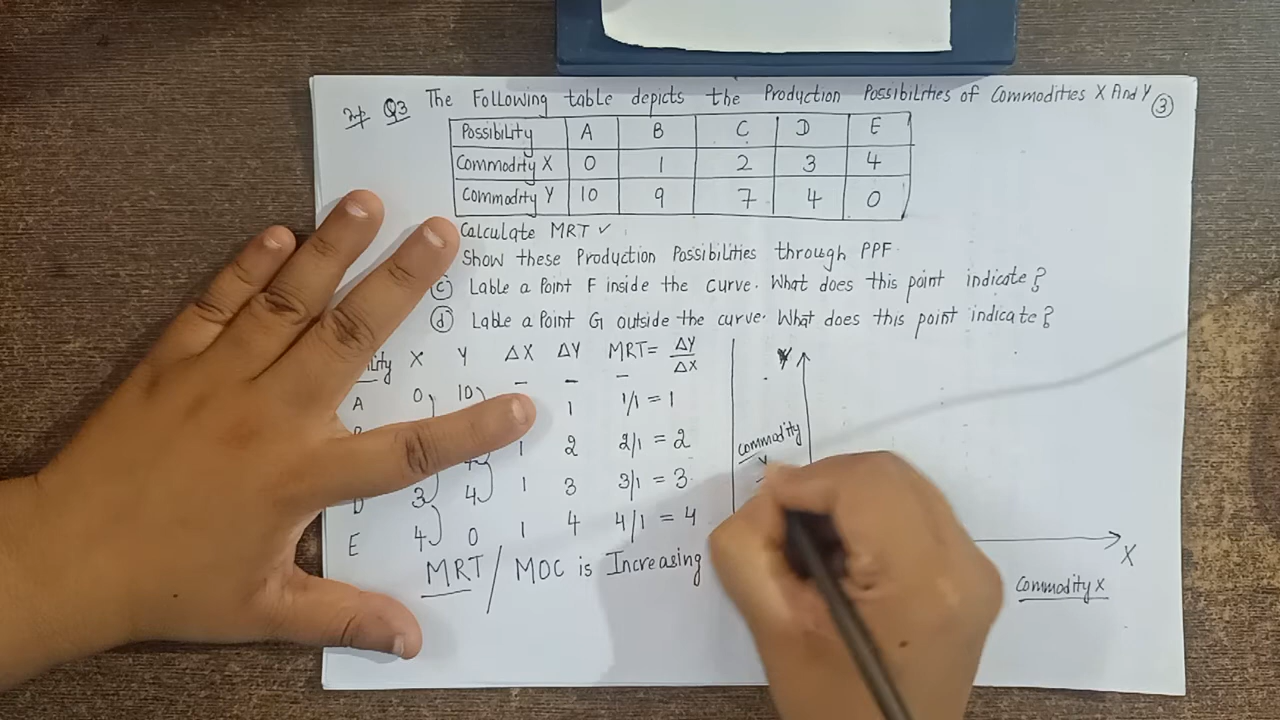 Imp Q3 The Following table depicts the Production Possibilities of Commodities X And Y ③
Possibility A B C D E
Commodity X 0 1 2 3 4
Commodity Y 10 9 7 4 0
Calculate MRT ✓
Show these Production Possibilities through PPF.
ⓒ Lable a Point F inside the curve. What does this point indicate?
ⓓ Lable a Point G outside the curve. What does this point indicate?
X Y ΔX ΔY MRT= ΔY/ΔX
A 0 10 – – –
1 1/1 = 1
1 2 2/1 = 2
D 3 4 1 3 3/1 = 3
E 4 0 1 4 4/1 = 4
MRT / MOC is Increasing
Y
commodity
Y
X
Commodity X